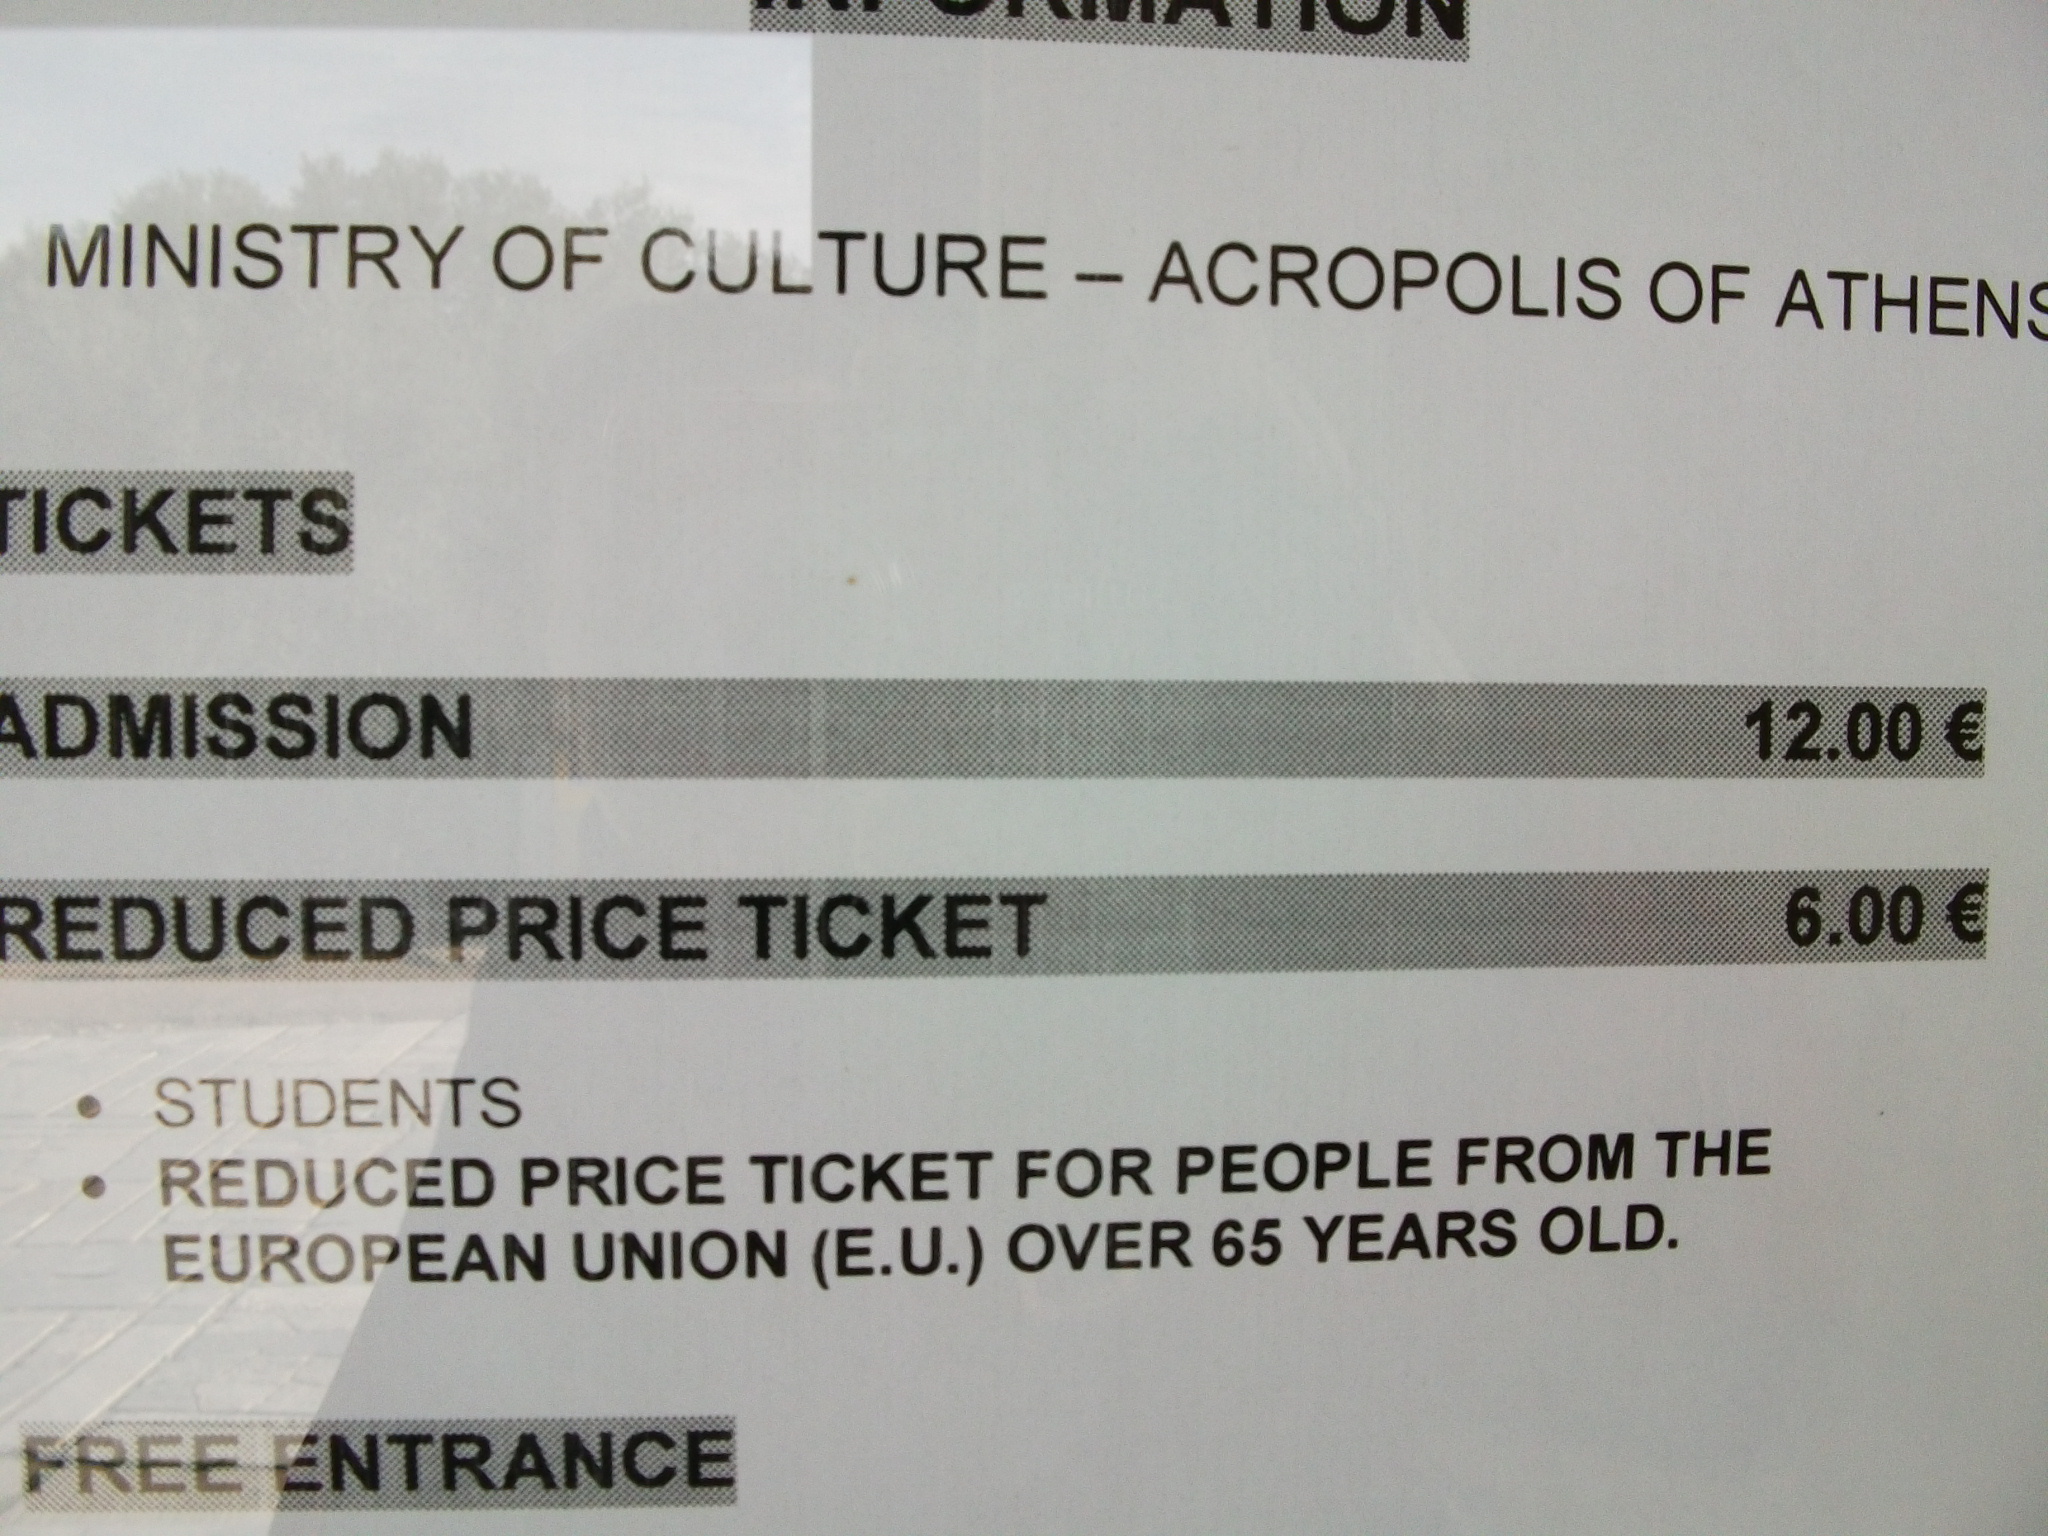 INFORMATION
MINISTRY OF CULTURE – ACROPOLIS OF ATHENS
TICKETS
ADMISSION 12.00 €
REDUCED PRICE TICKET 6.00 €
• STUDENTS
• REDUCED PRICE TICKET FOR PEOPLE FROM THE
EUROPEAN UNION (E.U.) OVER 65 YEARS OLD.
FREE ENTRANCE